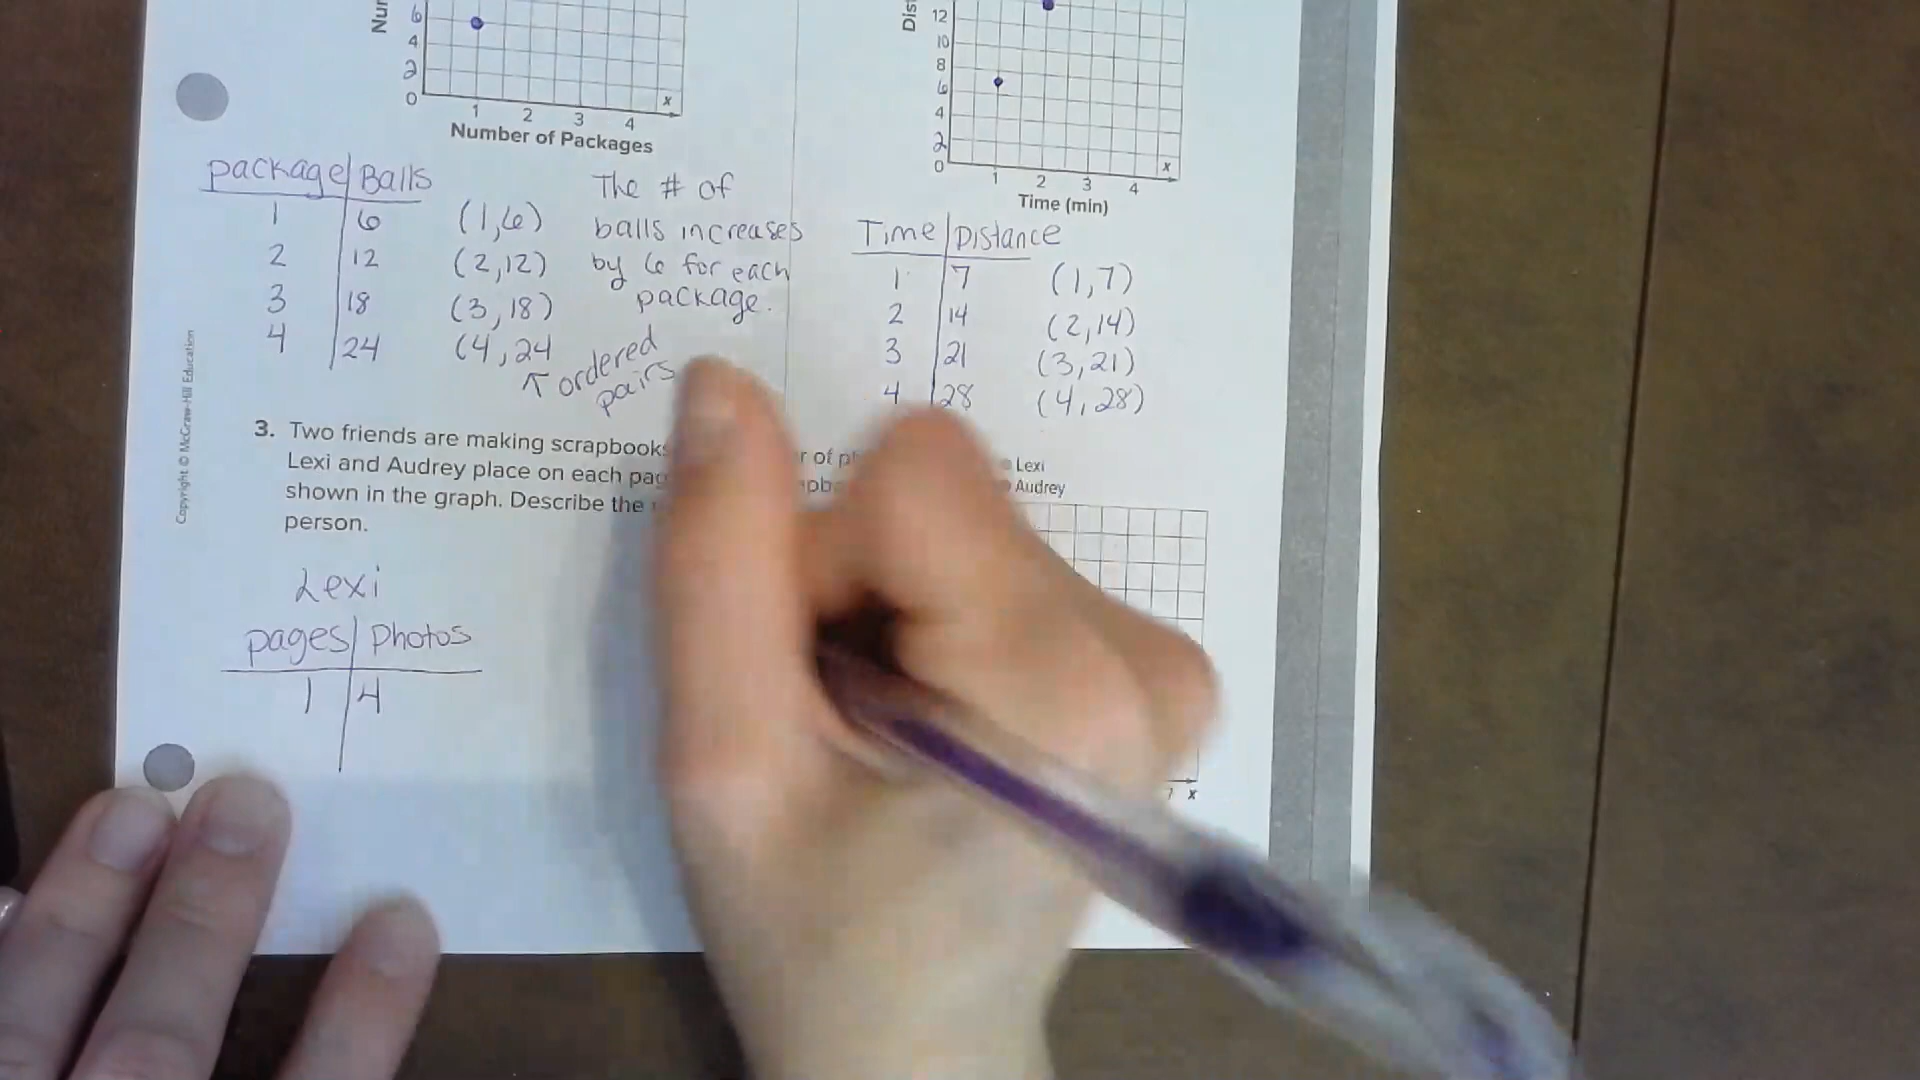 Num
6
4
2
0
1 2 3 4
x
Number of Packages
Dis
12
10
8
6
4
2
0
1 2 3 4
x
Time (min)
package Balls
1 6 (1,6)
2 12 (2,12)
3 18 (3,18)
4 24 (4,24
The # of
balls increases
by 6 for each
package.
↑ ordered
pairs
Time Distance
1 7 (1,7)
2 14 (2,14)
3 21 (3,21)
4 28 (4,28)
Copyright © McGraw-Hill Education
3. Two friends are making scrapbooks
Lexi and Audrey place on each
shown in the graph. Describe the
person.
of
Lexi
Audrey
x
Lexi
pages photos
1 4